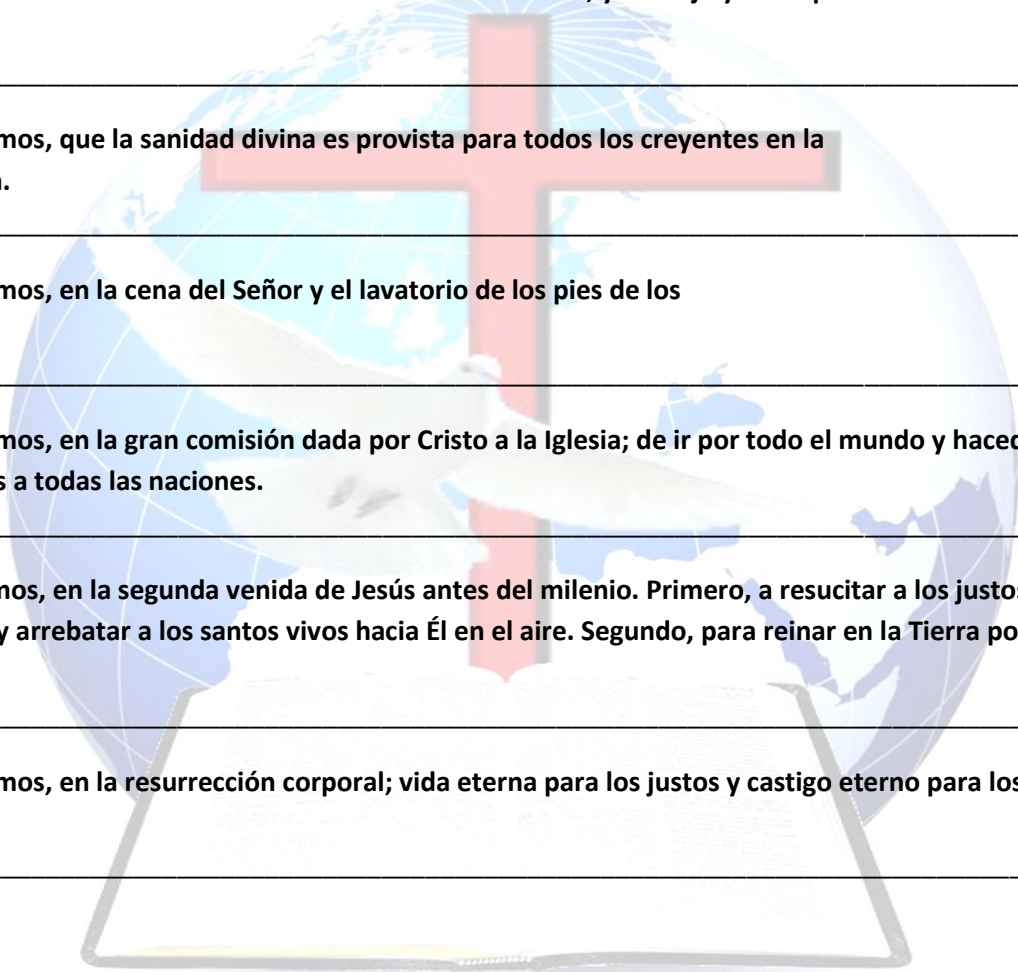 mos, que la sanidad divina es provista para todos los creyentes en la
mos, en la cena del Señor y el lavatorio de los pies de los
mos, en la gran comisión dada por Cristo a la Iglesia; de ir por todo el mundo y haced
s a todas las naciones.
mos, en la segunda venida de Jesús antes del milenio. Primero, a resucitar a los justos
y arrebatar a los santos vivos hacia Él en el aire. Segundo, para reinar en la Tierra po
mos, en la resurrección corporal; vida eterna para los justos y castigo eterno para los